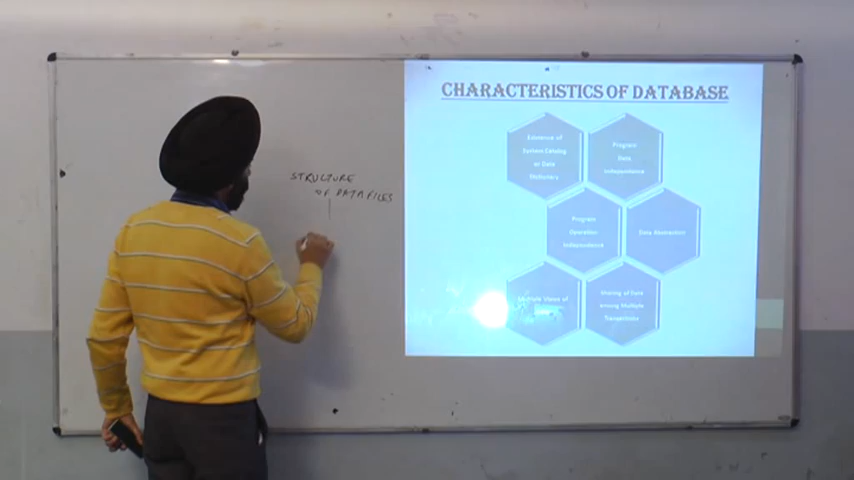 STRUCTURE
OF DATA FILES
CHARACTERISTICS OF DATABASE
Existence of
System Catalog
or Data
Dictionary
Program
Data
Independence
Program
Operation
Independence
Data Abstraction
Multiple Views of
Sharing of Data
among Multiple
Transactions